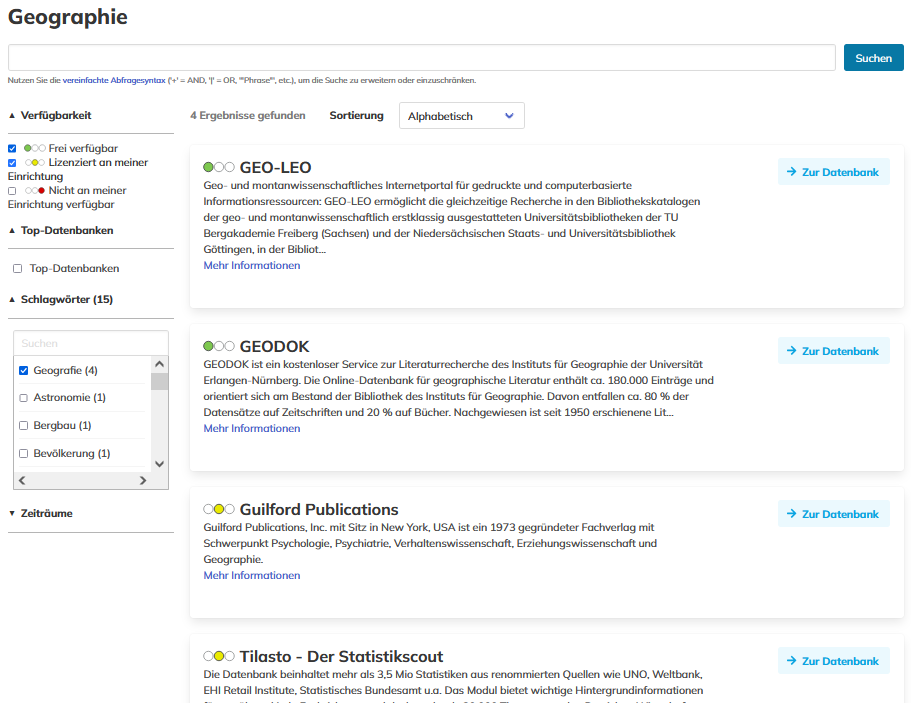 Geographie
Suchen
Nutzen Sie die vereinfachte Abfragesyntax ('+' = AND, '|' = OR, '"Phrase"', etc.), um die Suche zu erweitern oder einzuschränken.
▲ Verfügbarkeit
Frei verfügbar
Lizenziert an meiner
Einrichtung
Nicht an meiner
Einrichtung verfügbar
▲ Top-Datenbanken
Top-Datenbanken
▲ Schlagwörter (15)
Suchen
Geografie (4)
Astronomie (1)
Bergbau (1)
Bevölkerung (1)
▼ Zeiträume
4 Ergebnisse gefunden Sortierung Alphabetisch
GEO-LEO
→ Zur Datenbank
Geo- und montanwissenschaftliches Internetportal für gedruckte und computerbasierte
Informationsressourcen: GEO-LEO ermöglicht die gleichzeitige Recherche in den Bibliothekskatalogen
der geo- und montanwissenschaftlich erstklassig ausgestatteten Universitätsbibliotheken der TU
Bergakademie Freiberg (Sachsen) und der Niedersächsischen Staats- und Universitätsbibliothek
Göttingen, in der Bibliot...
Mehr Informationen
GEODOK
→ Zur Datenbank
GEODOK ist ein kostenloser Service zur Literaturrecherche des Instituts für Geographie der Universität
Erlangen-Nürnberg. Die Online-Datenbank für geographische Literatur enthält ca. 180.000 Einträge und
orientiert sich am Bestand der Bibliothek des Instituts für Geographie. Davon entfallen ca. 80 % der
Datensätze auf Zeitschriften und 20 % auf Bücher. Nachgewiesen ist seit 1950 erschienene Lit...
Mehr Informationen
Guilford Publications
→ Zur Datenbank
Guilford Publications, Inc. mit Sitz in New York, USA ist ein 1973 gegründeter Fachverlag mit
Schwerpunkt Psychologie, Psychiatrie, Verhaltenswissenschaft, Erziehungswissenschaft und
Geographie.
Mehr Informationen
Tilasto - Der Statistikscout
→ Zur Datenbank
Die Datenbank beinhaltet mehr als 3,5 Mio Statistiken aus renommierten Quellen wie UNO, Weltbank,
EHI Retail Institute, Statistisches Bundesamt u.a. Das Modul bietet wichtige Hintergrundinformationen